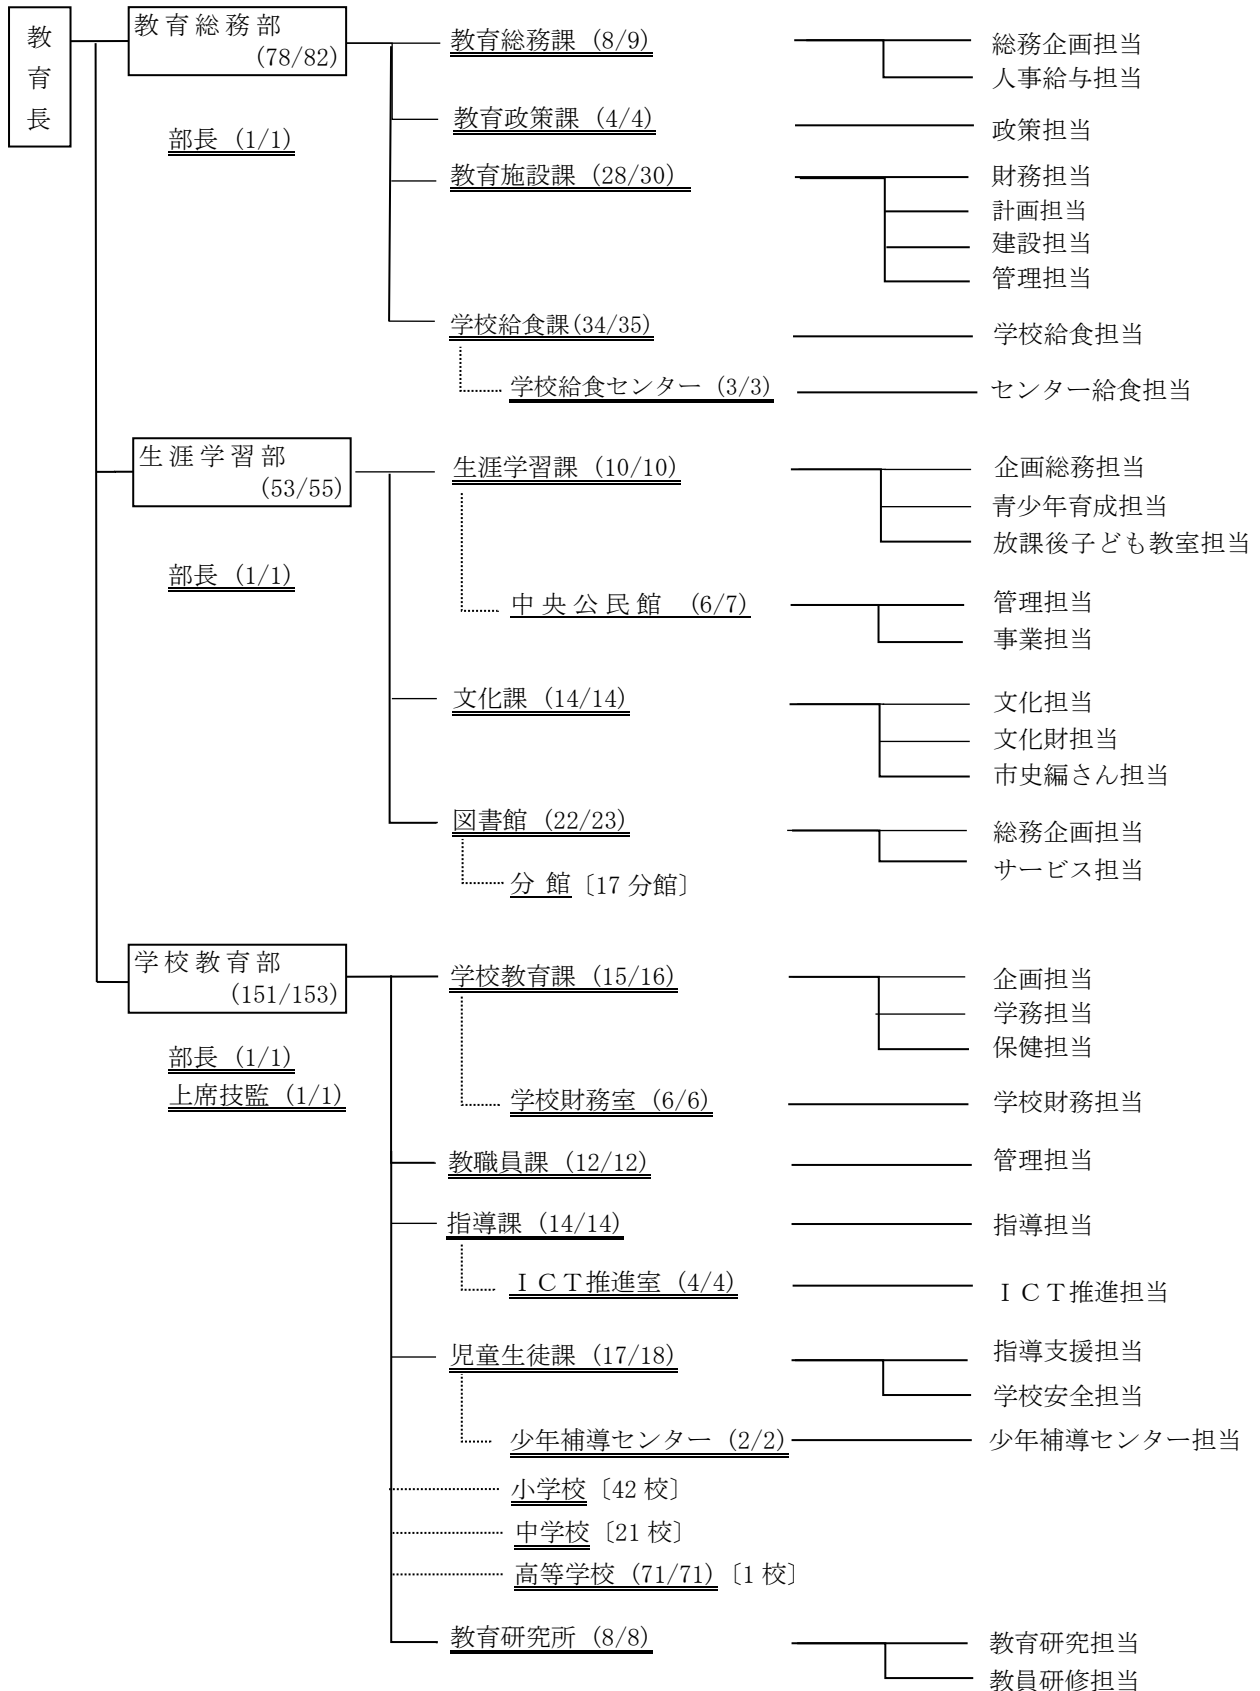 教育長
教育総務部
(78/82)
部長 (1/1)
教育総務課 (8/9)
総務企画担当
人事給与担当
教育政策課 (4/4)
政策担当
教育施設課 (28/30)
財務担当
計画担当
建設担当
管理担当
学校給食課(34/35)
学校給食担当
学校給食センター (3/3)
センター給食担当
生涯学習部
(53/55)
部長 (1/1)
生涯学習課 (10/10)
企画総務担当
青少年育成担当
放課後子ども教室担当
中央公民館 (6/7)
管理担当
事業担当
文化課 (14/14)
文化担当
文化財担当
市史編さん担当
図書館 (22/23)
総務企画担当
サービス担当
分 館〔17 分館〕
学校教育部
(151/153)
部長 (1/1)
上席技監 (1/1)
学校教育課 (15/16)
企画担当
学務担当
保健担当
学校財務室 (6/6)
学校財務担当
教職員課 (12/12)
管理担当
指導課 (14/14)
指導担当
ＩＣＴ推進室 (4/4)
ＩＣＴ推進担当
児童生徒課 (17/18)
指導支援担当
学校安全担当
少年補導センター (2/2)
少年補導センター担当
小学校〔42 校〕
中学校〔21 校〕
高等学校 (71/71)〔1 校〕
教育研究所 (8/8)
教育研究担当
教員研修担当